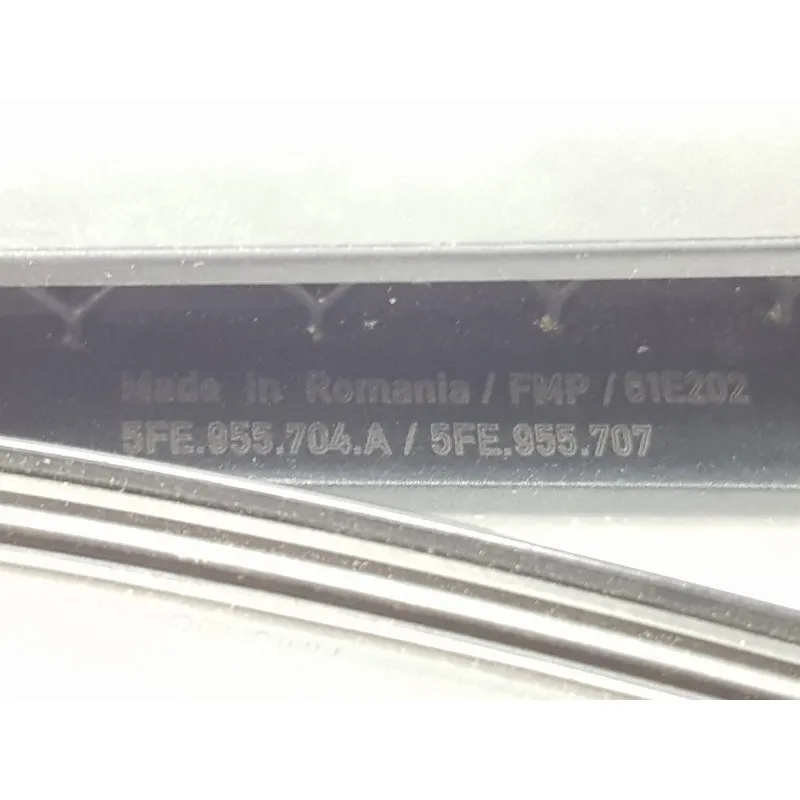 Made in Romania / FMP / 61E202
5FE.955.704.A / 5FE.955.707